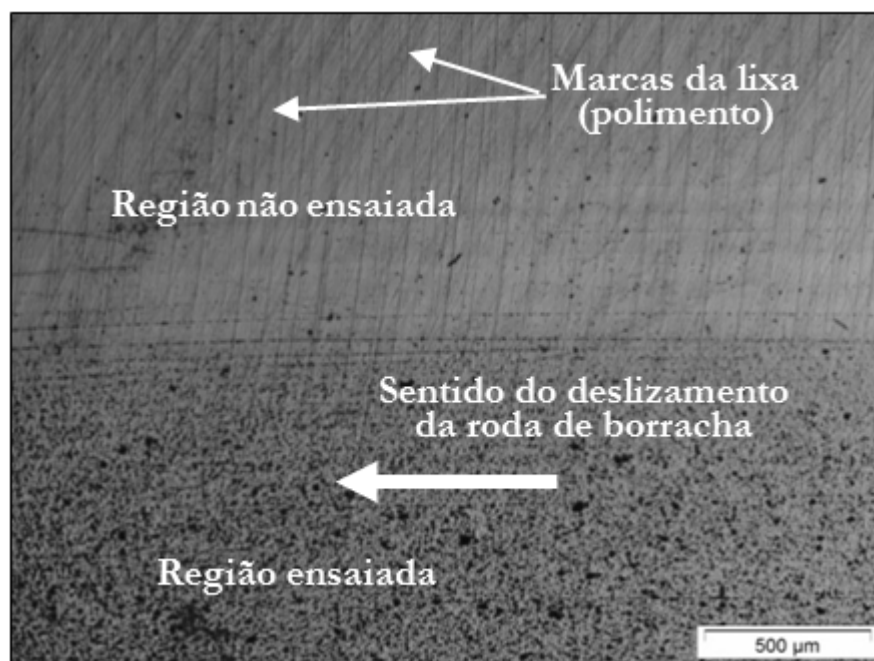 Marcas da lixa
(polimento)
Região não ensaiada
Sentido do deslizamento
da roda de borracha
Região ensaiada
500 µm